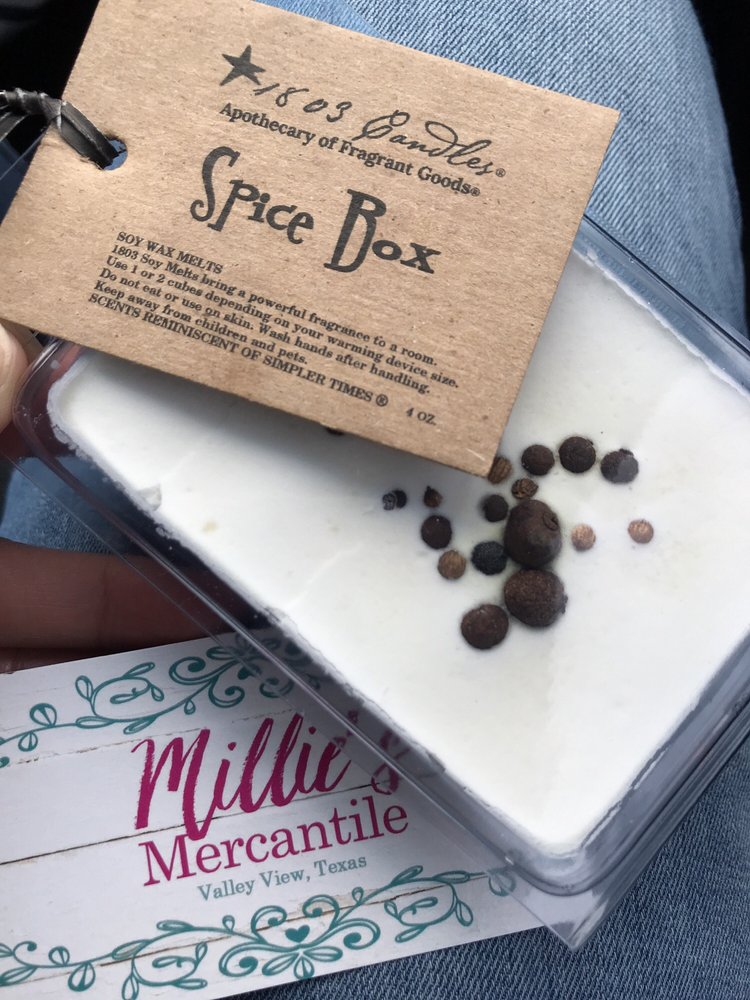 1803 Candles®
Apothecary of Fragrant Goods®
Spice Box
SOY WAX MELTS
1803 Soy Melts bring a powerful fragrance to a room.
Use 1 or 2 cubes depending on your warming device size.
Do not eat or use on skin. Wash hands after handling.
Keep away from children and pets.
SCENTS REMINISCENT OF SIMPLER TIMES ® 4 OZ.
Millie's
Mercantile
Valley View, Texas